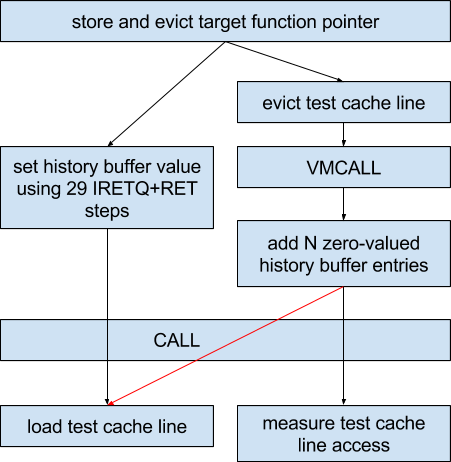 store and evict target function pointer
evict test cache line
set history buffer value
using 29 IRETQ+RET
steps
VMCALL
add N zero-valued
history buffer entries
CALL
load test cache line
measure test cache
line access